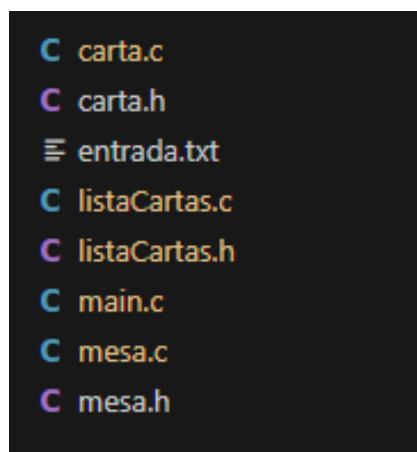 C carta.c
C carta.h
entrada.txt
C listaCartas.c
C listaCartas.h
C main.c
C mesa.c
C mesa.h